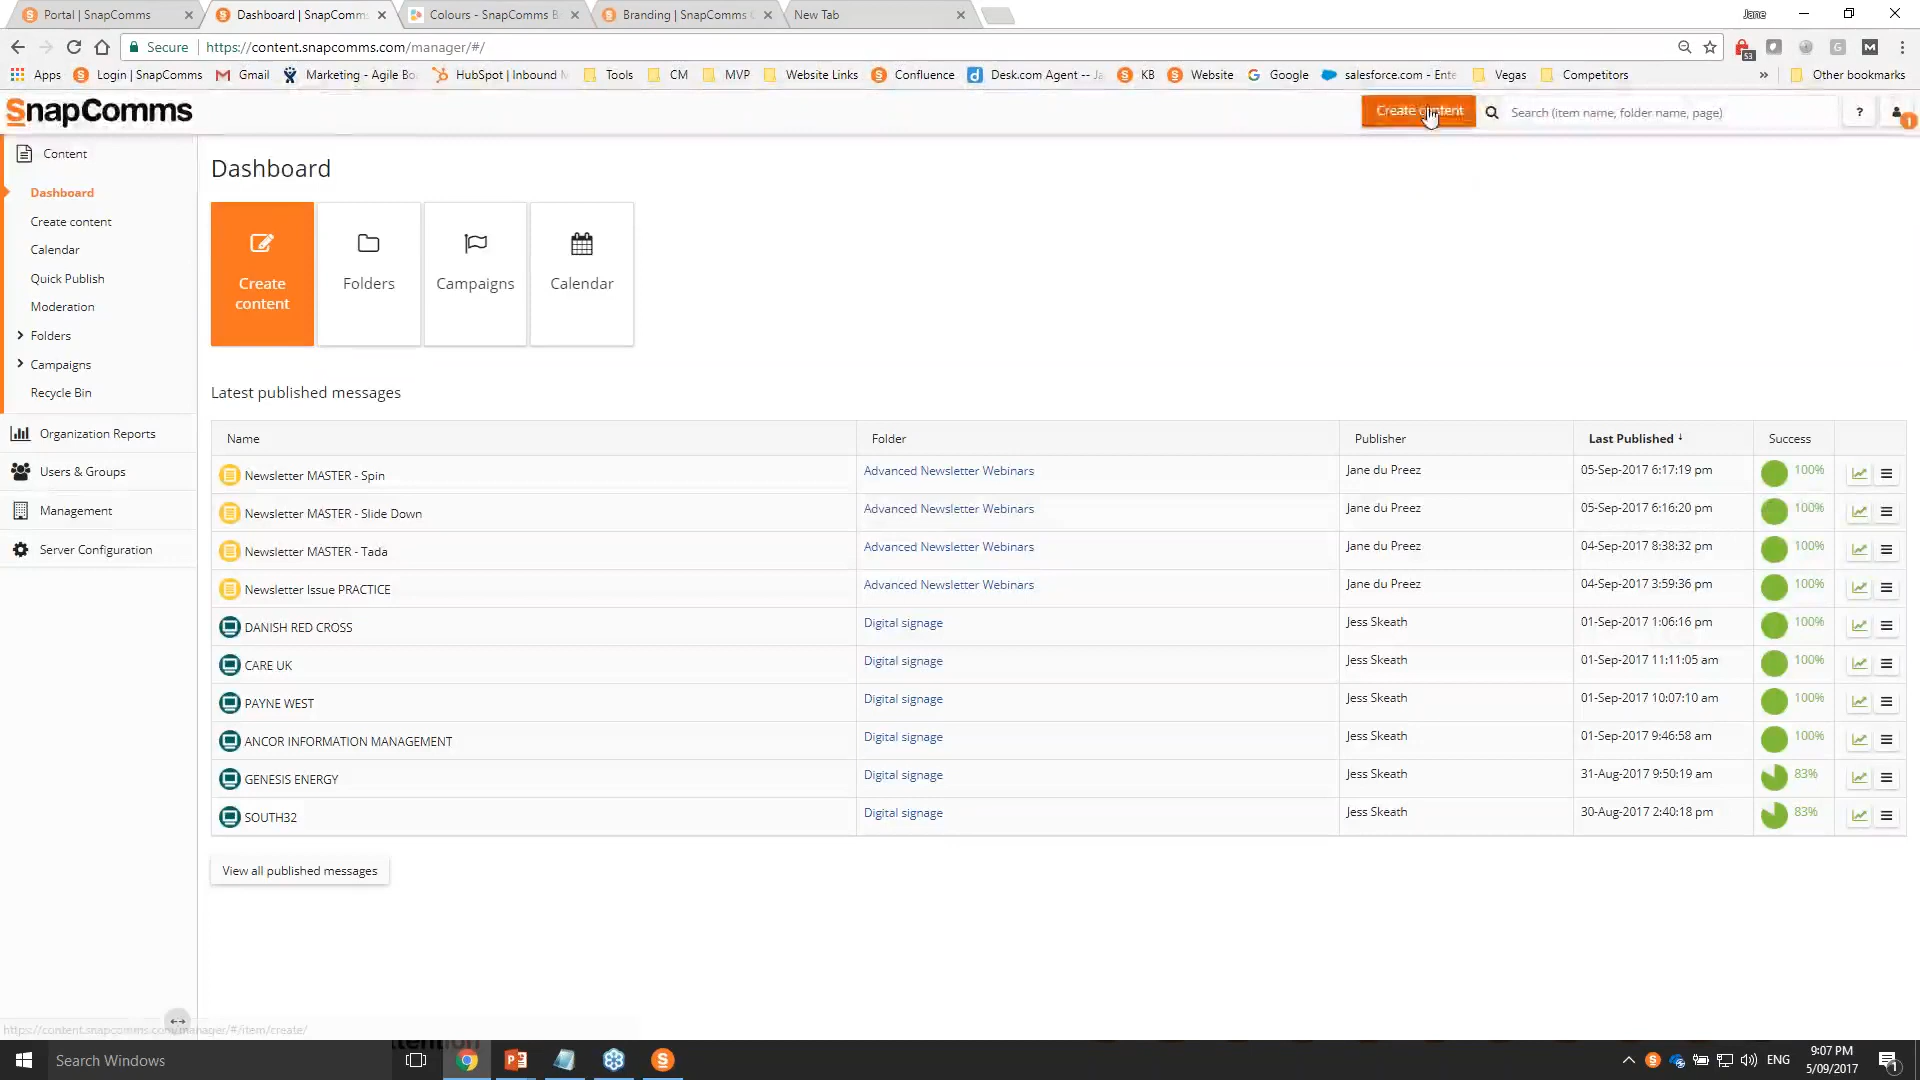 Portal | SnapComms
Dashboard | SnapComms
Colours - SnapComms B
Branding | SnapComms
New Tab
Jane
Secure
https://content.snapcomms.com/manager/#/
53
Apps
Login | SnapComms
Gmail
Marketing - Agile Bo
HubSpot | Inbound M
Tools
CM
MVP
Website Links
Confluence
Desk.com Agent -- Ja
KB
Website
Google
salesforce.com - Ente
Vegas
Competitors
»
Other bookmarks
SnapComms
Create content
Search (item name, folder name, page)
?
1
Content
Dashboard
Create content
Calendar
Quick Publish
Moderation
Folders
Campaigns
Recycle Bin
Organization Reports
Users & Groups
Management
Server Configuration
Dashboard
Create
content
Folders
Campaigns
Calendar
Latest published messages
Name Folder Publisher Last Published Success
Newsletter MASTER - Spin Advanced Newsletter Webinars Jane du Preez 05-Sep-2017 6:17:19 pm 100%
Newsletter MASTER - Slide Down Advanced Newsletter Webinars Jane du Preez 05-Sep-2017 6:16:20 pm 100%
Newsletter MASTER - Tada Advanced Newsletter Webinars Jane du Preez 04-Sep-2017 8:38:32 pm 100%
Newsletter Issue PRACTICE Advanced Newsletter Webinars Jane du Preez 04-Sep-2017 3:59:36 pm 100%
DANISH RED CROSS Digital signage Jess Skeath 01-Sep-2017 1:06:16 pm 100%
CARE UK Digital signage Jess Skeath 01-Sep-2017 11:11:05 am 100%
PAYNE WEST Digital signage Jess Skeath 01-Sep-2017 10:07:10 am 100%
ANCOR INFORMATION MANAGEMENT Digital signage Jess Skeath 01-Sep-2017 9:46:58 am 100%
GENESIS ENERGY Digital signage Jess Skeath 31-Aug-2017 9:50:19 am 83%
SOUTH32 Digital signage Jess Skeath 30-Aug-2017 2:40:18 pm 83%
View all published messages
https://content.snapcomms.com/manager/#/item/create/
Search Windows
ENG
9:07 PM
5/09/2017
1